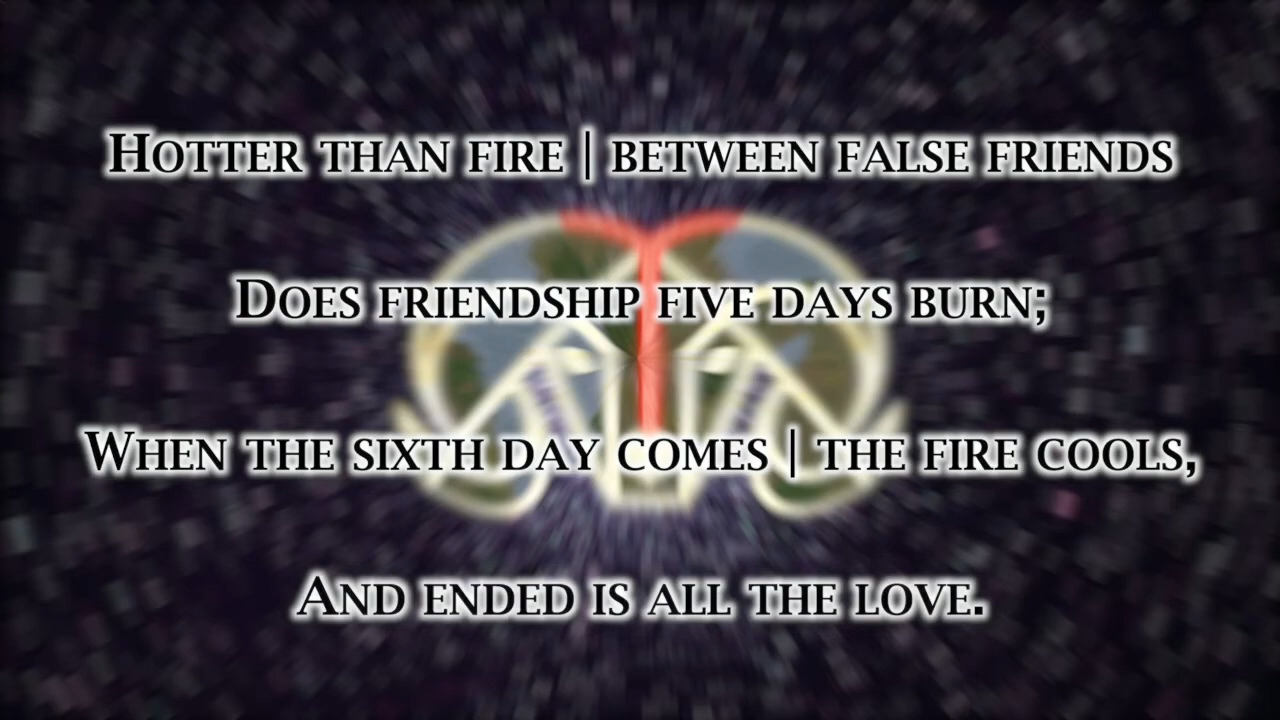 Hotter than fire | between false friends
Does friendship five days burn;
When the sixth day comes | the fire cools,
And ended is all the love.